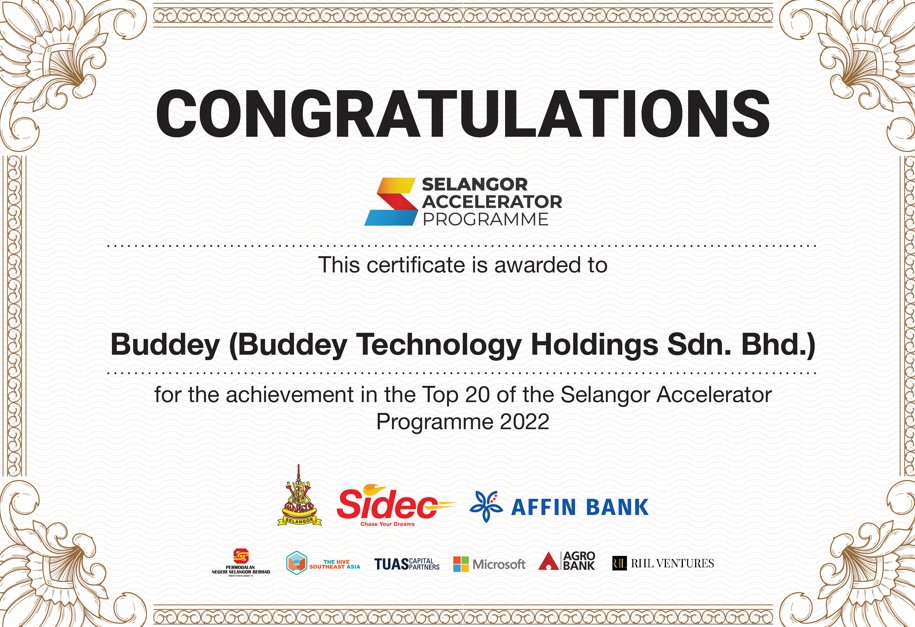 CONGRATULATIONS
SELANGOR
ACCELERATOR
PROGRAMME
This certificate is awarded to
Buddey (Buddey Technology Holdings Sdn. Bhd.)
for the achievement in the Top 20 of the Selangor Accelerator
Programme 2022
SELANGOR
Sidec
Chase Your Dreams
AFFIN BANK
PERMODALAN
NEGERI SELANGOR BERHAD
THE HIVE
SOUTHEAST ASIA
TUAS CAPITAL
PARTNERS
Microsoft
AGRO
BANK
RHL VENTURES